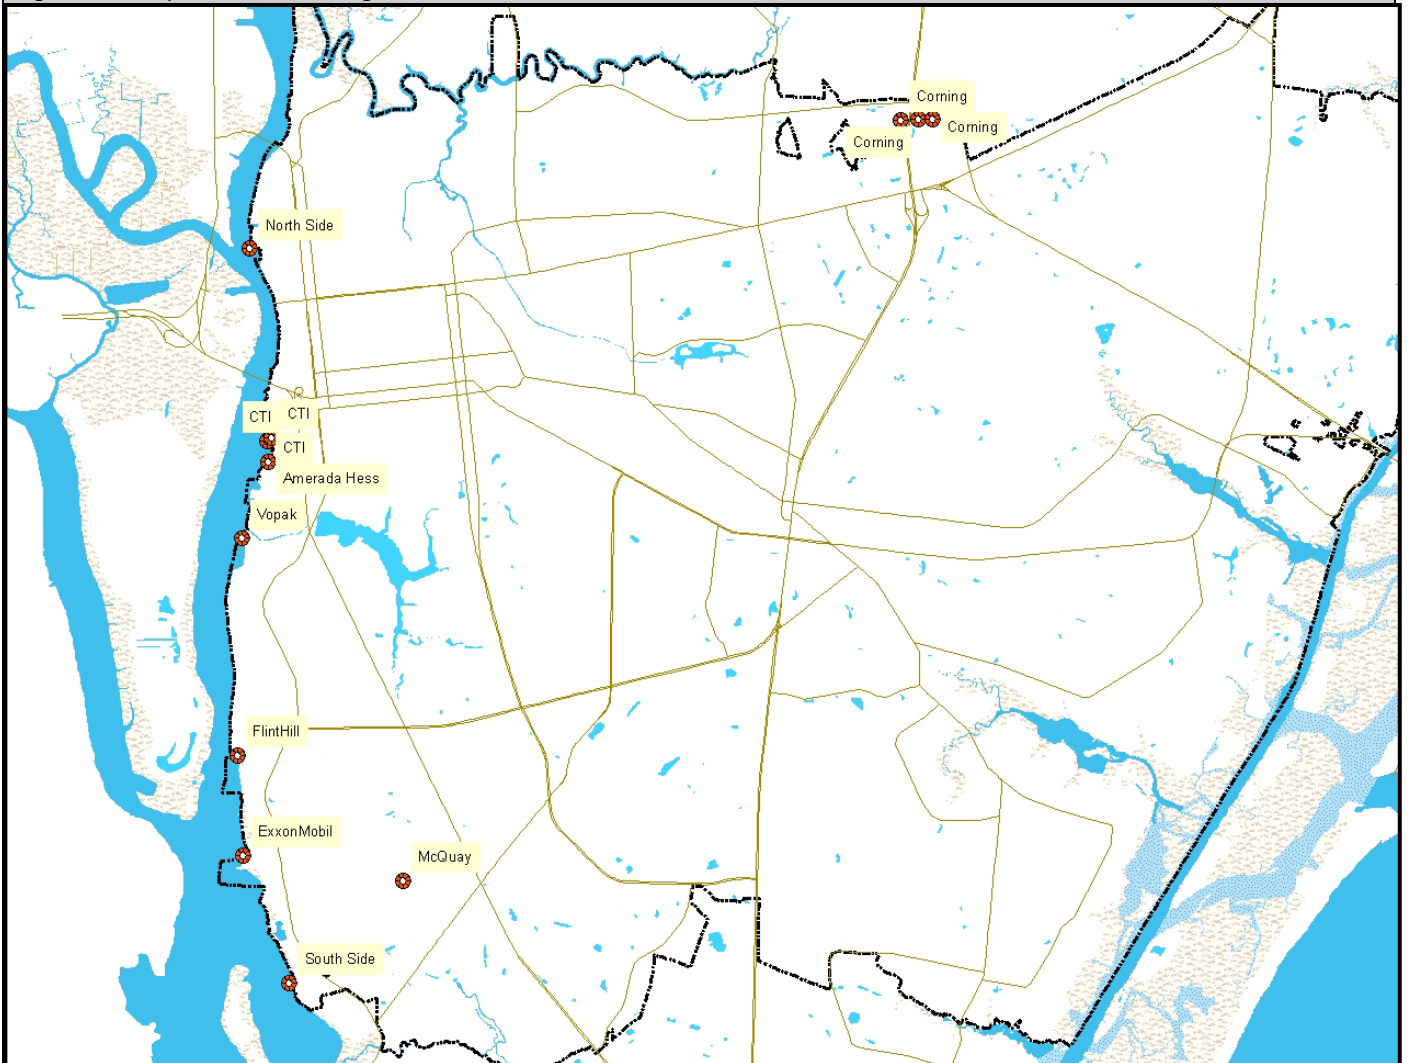 Corning
Corning
Corning
North Side
CTI
CTI
CTI
Amerada Hess
Vopak
FlintHill
ExxonMobil
McQuay
South Side